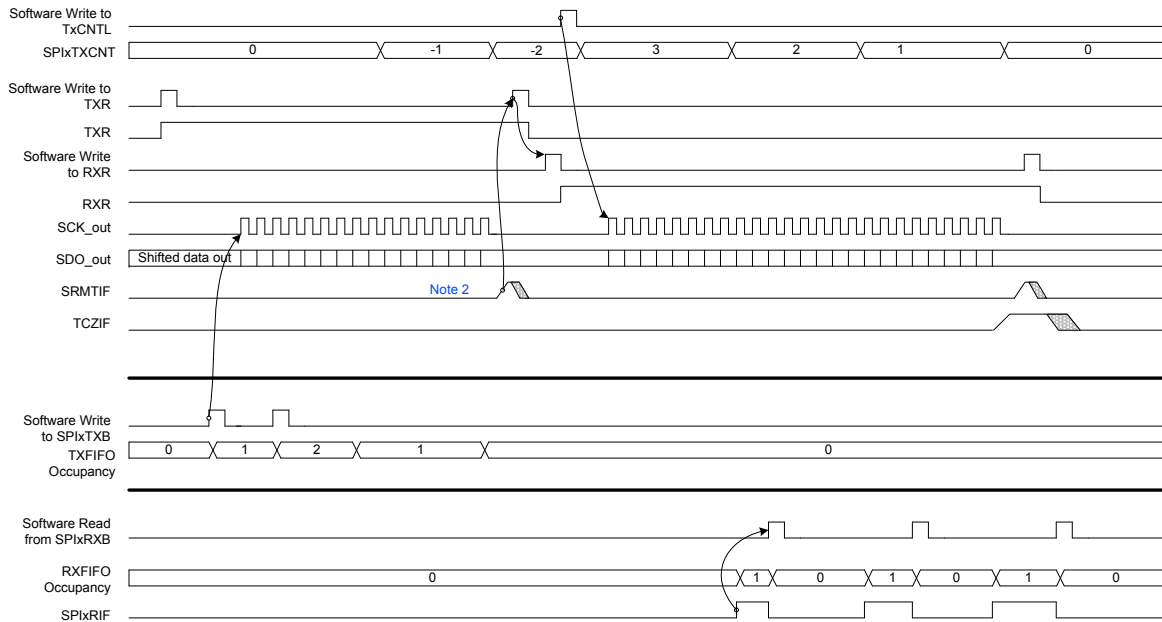 Software Write to
TxCNTL
SPIxTXCNT 0 -1 -2 3 2 1 0
Software Write to
TXR
TXR
Software Write
to RXR
RXR
SCK_out
SDO_out Shifted data out
SRMTIF Note 2
TCZIF
Software Write
to SPIxTXB
TXFIFO 0 1 2 1 0
Occupancy
Software Read
from SPIxRXB
RXFIFO
Occupancy 0 1 0 1 0 1 0
SPIxRIF